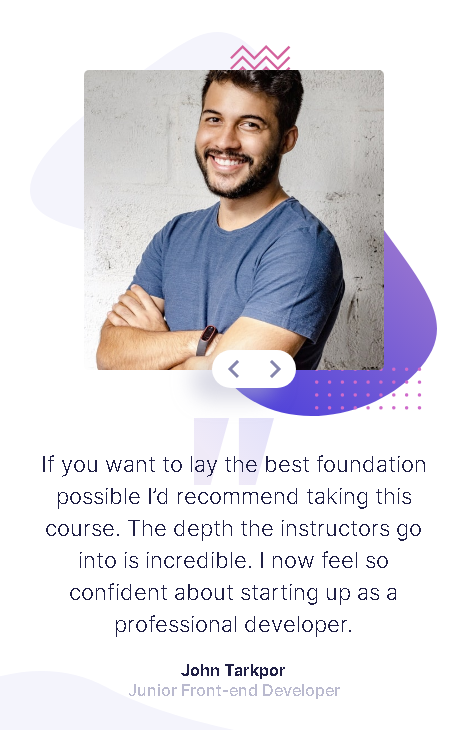 If you want to lay the best foundation
possible I’d recommend taking this
course. The depth the instructors go
into is incredible. I now feel so
confident about starting up as a
professional developer.
John Tarkpor
Junior Front-end Developer